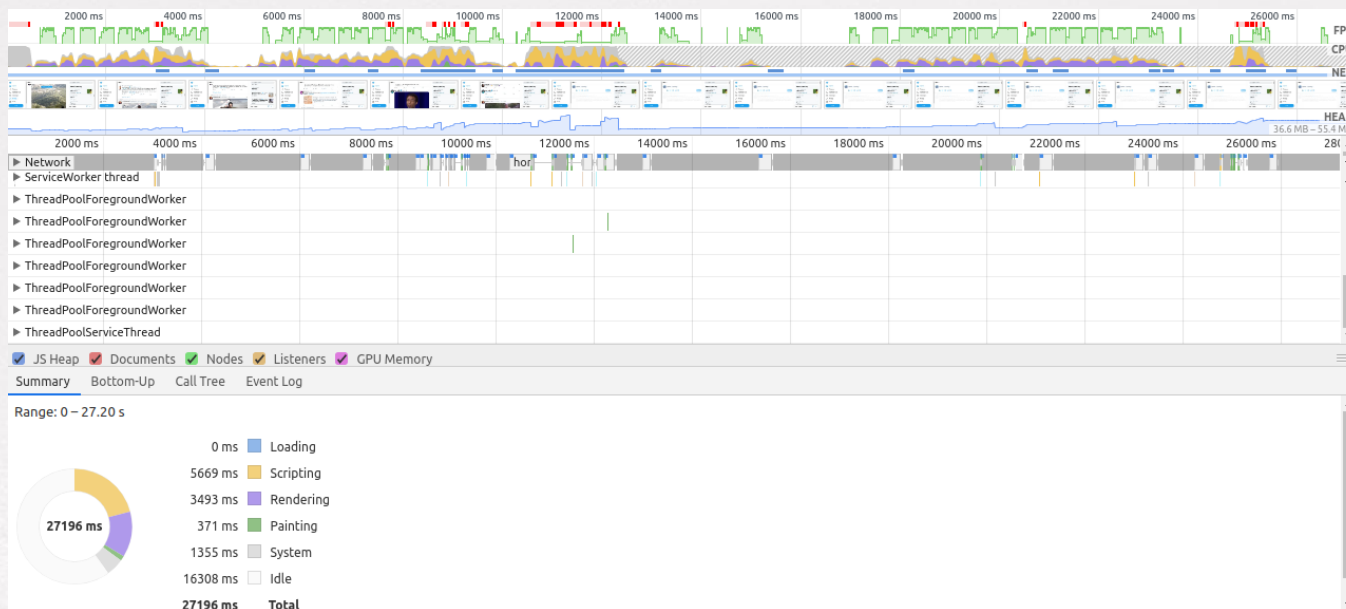 2000 ms 4000 ms 6000 ms 8000 ms 10000 ms 12000 ms 14000 ms 16000 ms 18000 ms 20000 ms 22000 ms 24000 ms 26000 ms
FP
CP
NE
HEA
36.6 MB – 55.4 M
2000 ms 4000 ms 6000 ms 8000 ms 10000 ms 12000 ms 14000 ms 16000 ms 18000 ms 20000 ms 22000 ms 24000 ms 26000 ms 280
Network hor
ServiceWorker thread
ThreadPoolForegroundWorker
ThreadPoolForegroundWorker
ThreadPoolForegroundWorker
ThreadPoolForegroundWorker
ThreadPoolForegroundWorker
ThreadPoolForegroundWorker
ThreadPoolServiceThread
JS Heap Documents Nodes Listeners GPU Memory
Summary Bottom-Up Call Tree Event Log
Range: 0 – 27.20 s
0 ms Loading
5669 ms Scripting
3493 ms Rendering
27196 ms
371 ms Painting
1355 ms System
16308 ms Idle
27196 ms Total